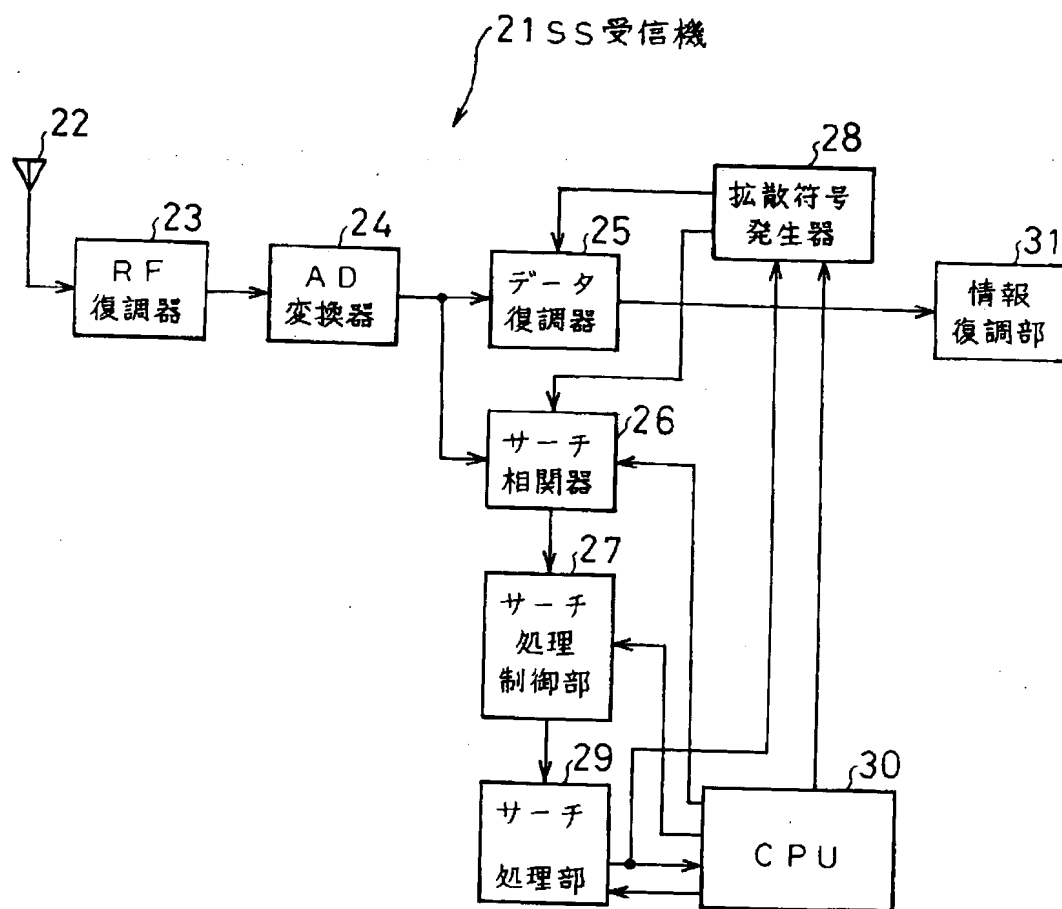 21 SS受信機
22
23
RF
復調器
24
AD
変換器
25
データ
復調器
28
拡散符号
発生器
31
情報
復調部
26
サーチ
相関器
27
サーチ
処理
制御部
29
サーチ
処理部
30
CPU